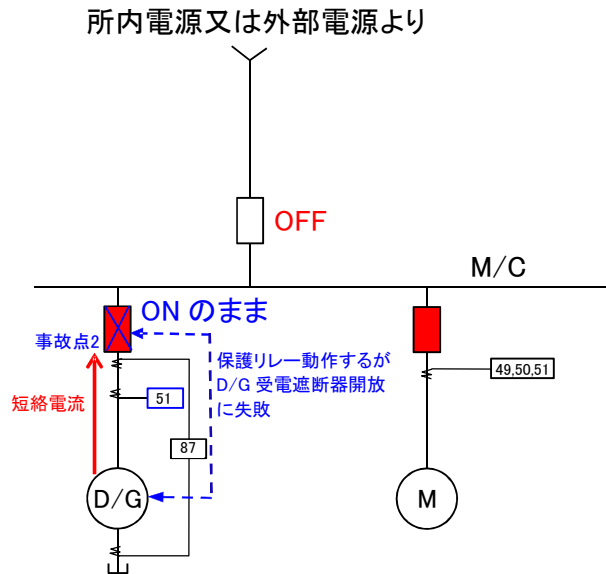 所内電源又は外部電源より
OFF
M/C
ON のまま
事故点2
保護リレー動作するが
D/G 受電遮断器開放
に失敗
49,50,51
短絡電流
51
87
D/G
M